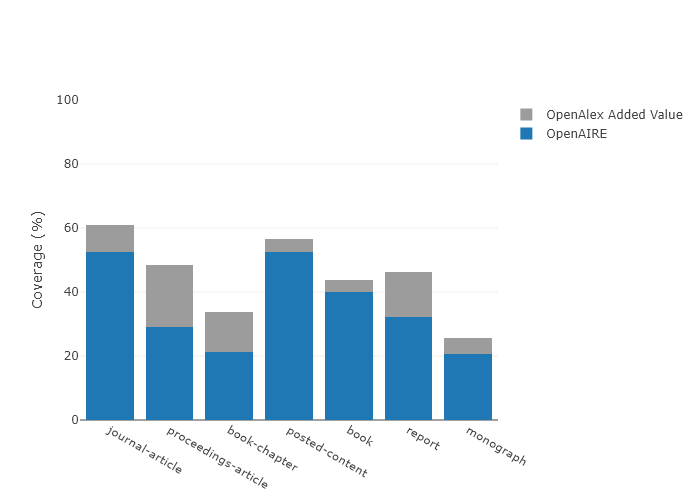 100
80
60
40
20
0
Coverage (%)
journal-article
proceedings-article
book-chapter
posted-content
book
report
monograph
OpenAlex Added Value
OpenAIRE